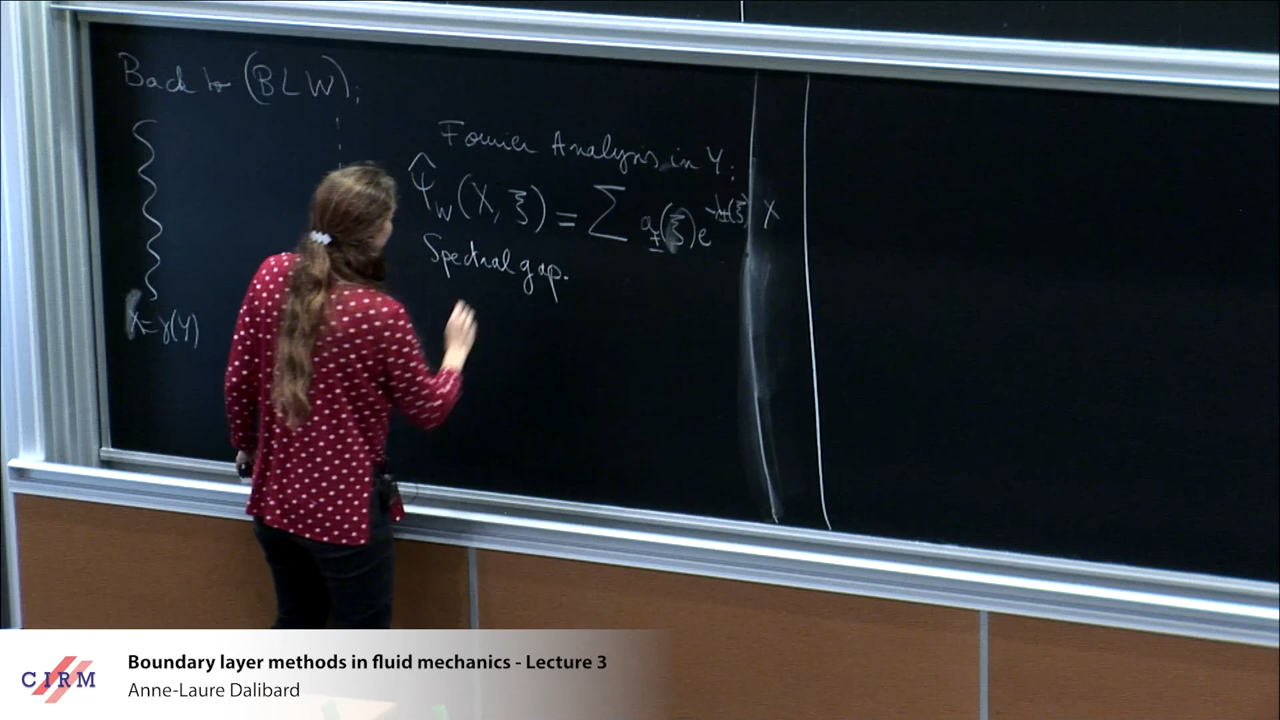 Back to (BLW):
X = γ(Y)
Fourier Analysis in Y:
Ψ̂_W(X, ξ) = Σ a_±(ξ) e^{-λ_±(ξ) X}
Spectral gap.
CIRM
Boundary layer methods in fluid mechanics - Lecture 3
Anne-Laure Dalibard